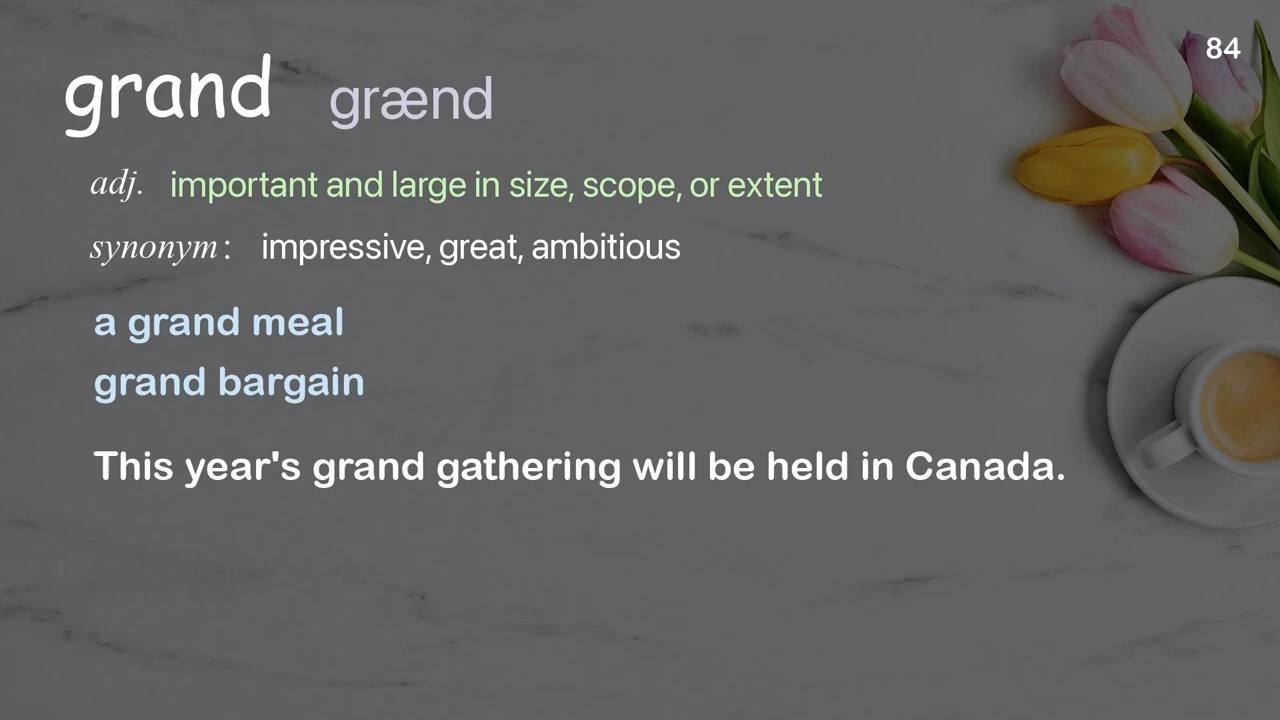 84
grand grænd
adj. important and large in size, scope, or extent
synonym: impressive, great, ambitious
a grand meal
grand bargain
This year's grand gathering will be held in Canada.